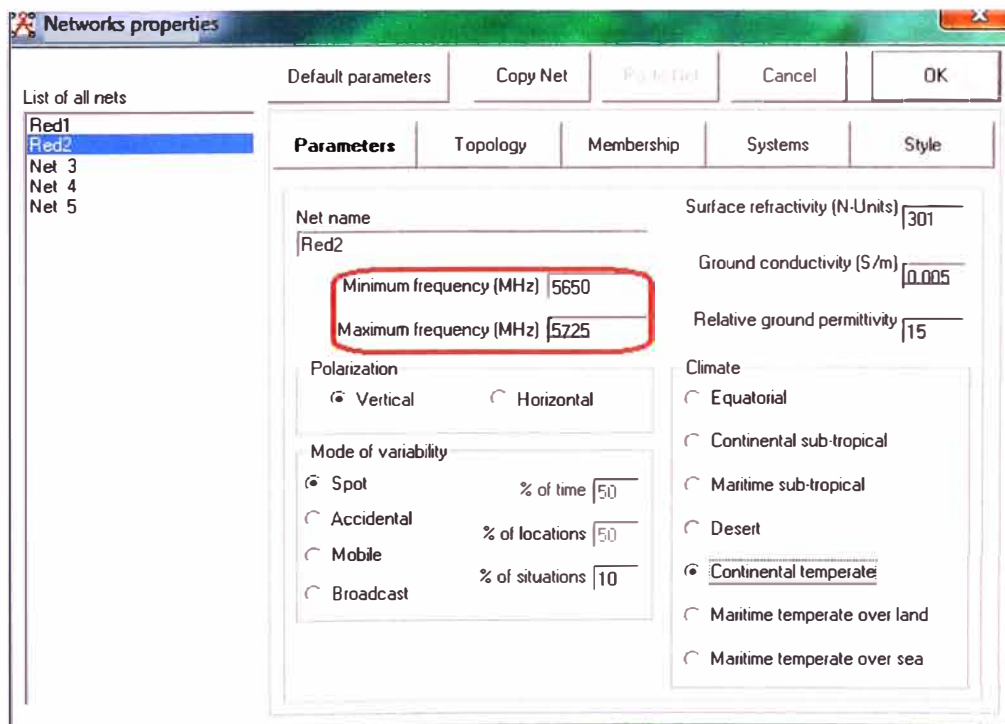 Networks properties
Default parameters
Copy Net
Cancel
OK
List of all nets
Red1
Red2
Net 3
Net 4
Net 5
Parameters
Topology
Membership
Systems
Style
Net name
Red2
Minimum frequency (MHz) 5650
Maximum frequency (MHz) 5725
Surface refractivity (N-Units) 301
Ground conductivity (S/m) 0.005
Relative ground permittivity 15
Polarization
Vertical
Horizontal
Mode of variability
Spot
Accidental
Mobile
Broadcast
% of time 50
% of locations 50
% of situations 10
Climate
Equatorial
Continental sub-tropical
Maritime sub-tropical
Desert
Continental temperate
Maritime temperate over land
Maritime temperate over sea